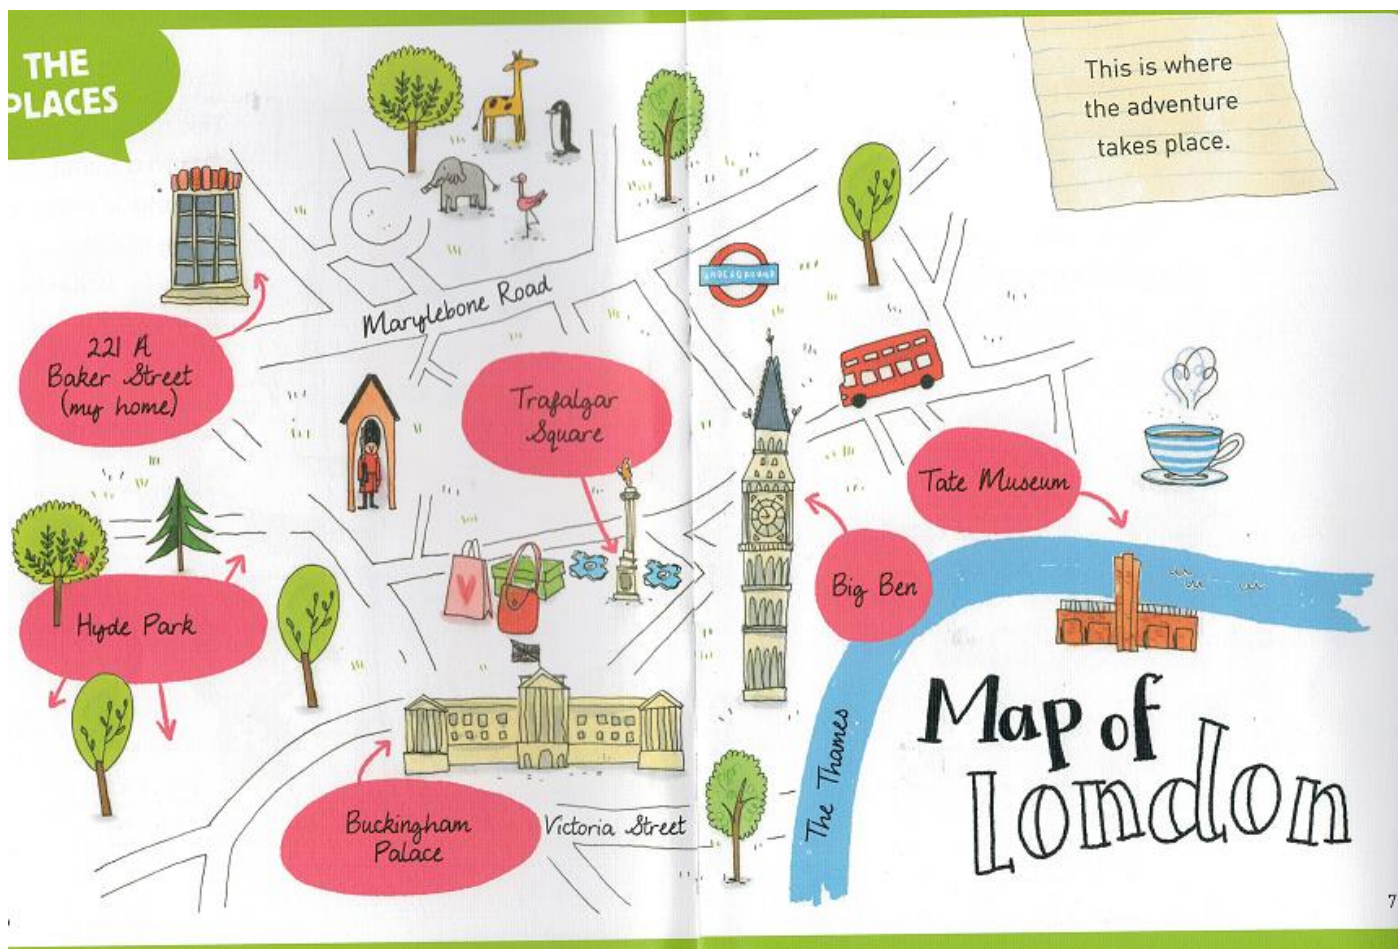 THE
PLACES
This is where
the adventure
takes place.
UNDERGROUND
Marylebone Road
221 A
Baker Street
(my home)
Trafalgar
Square
Tate Museum
Big Ben
Hyde Park
The Thames
Map of
London
Buckingham
Palace
Victoria Street
7